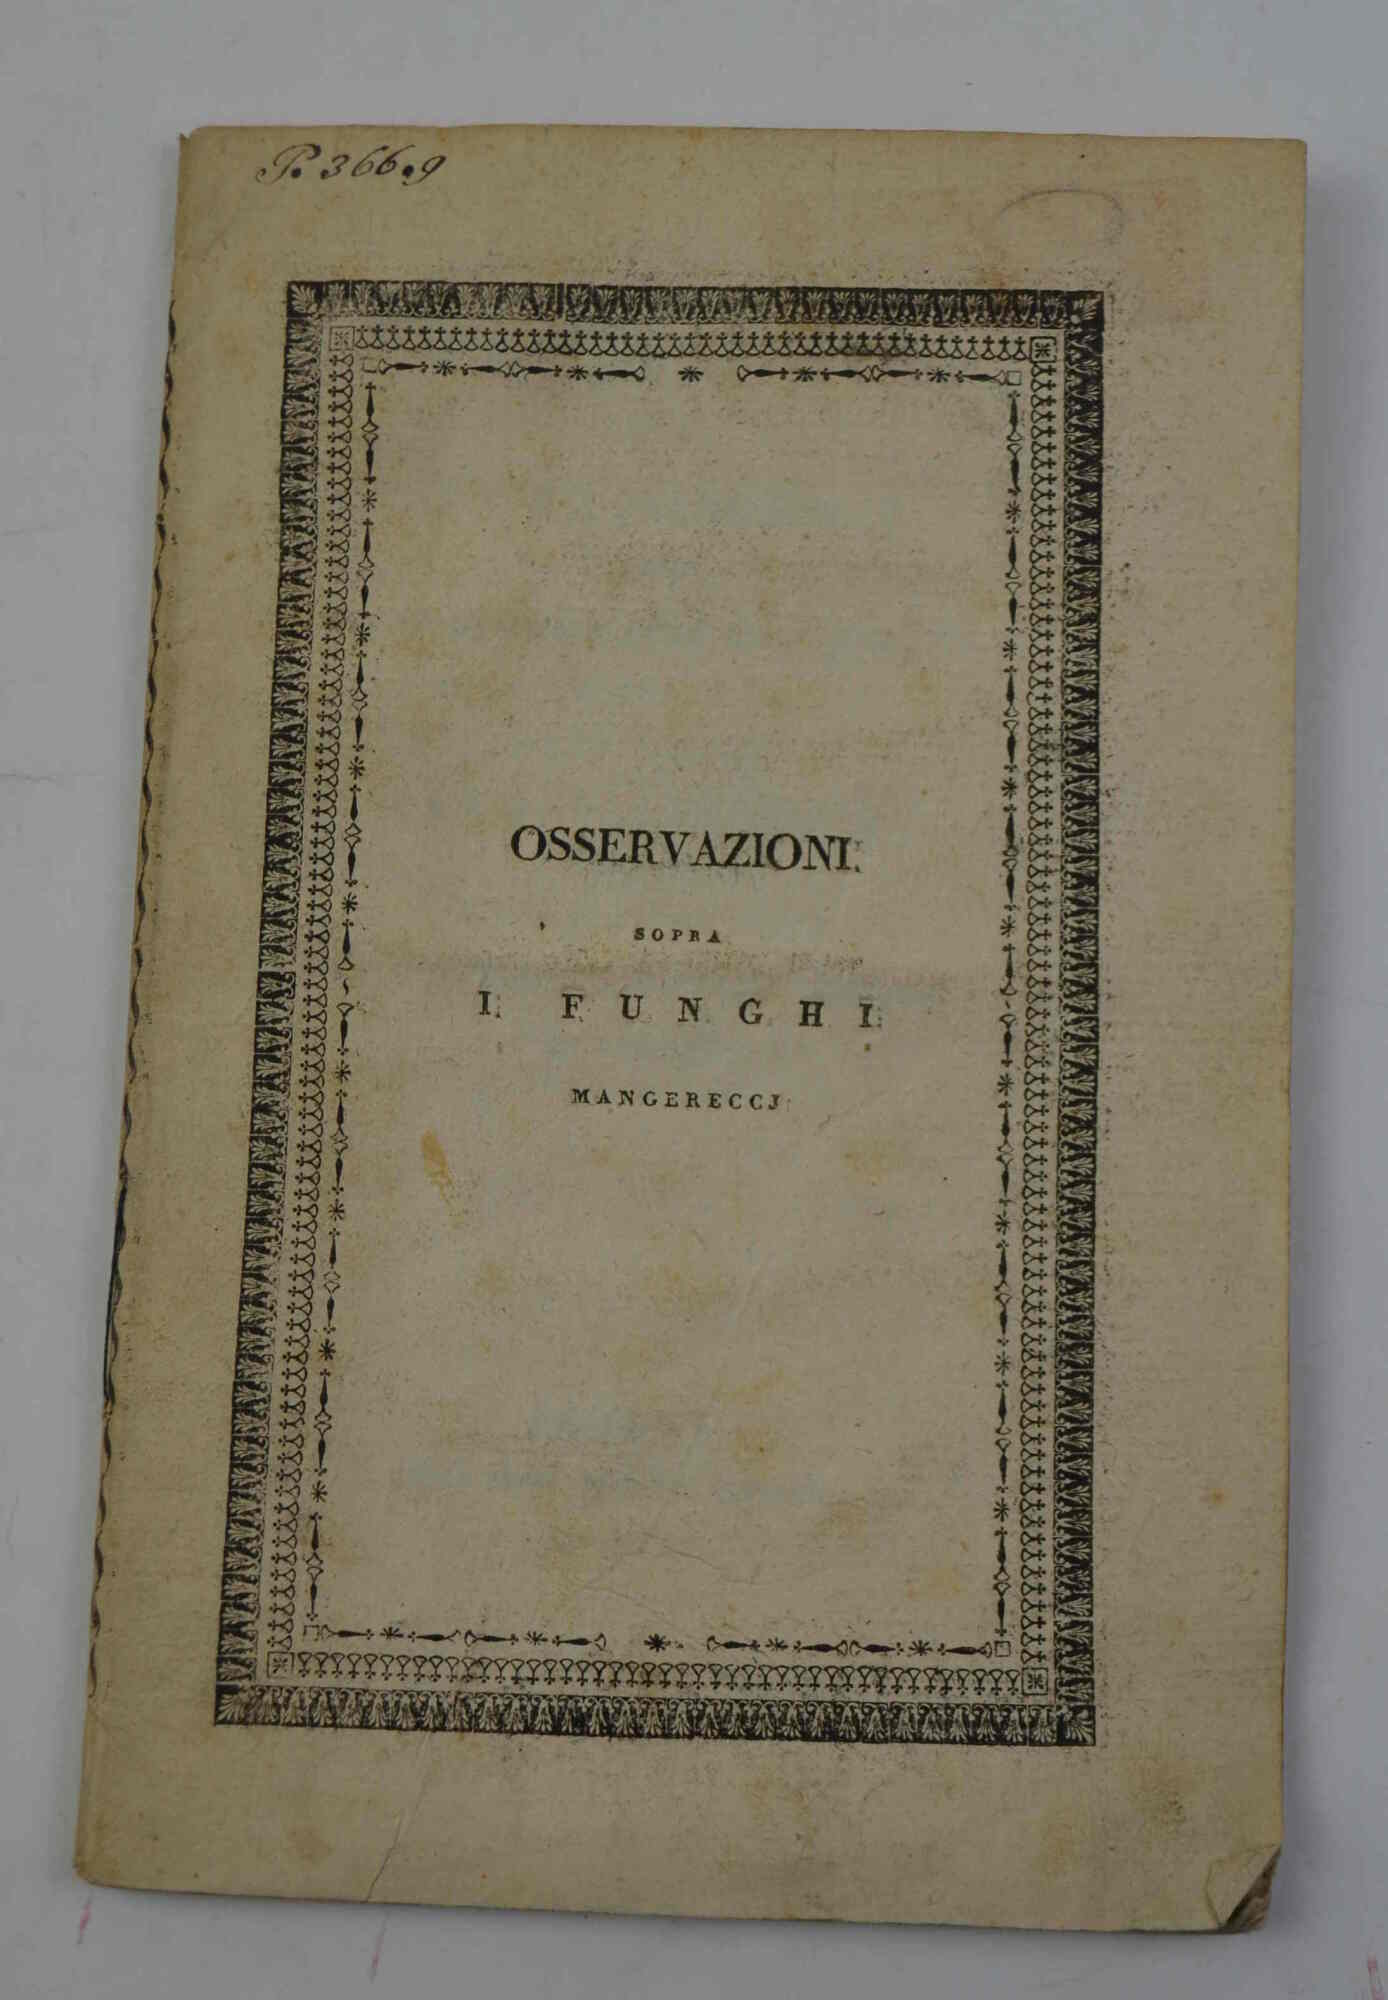 P. 366.9
OSSERVAZIONI
SOPRA
I FUNGHI
MANGERECCJ